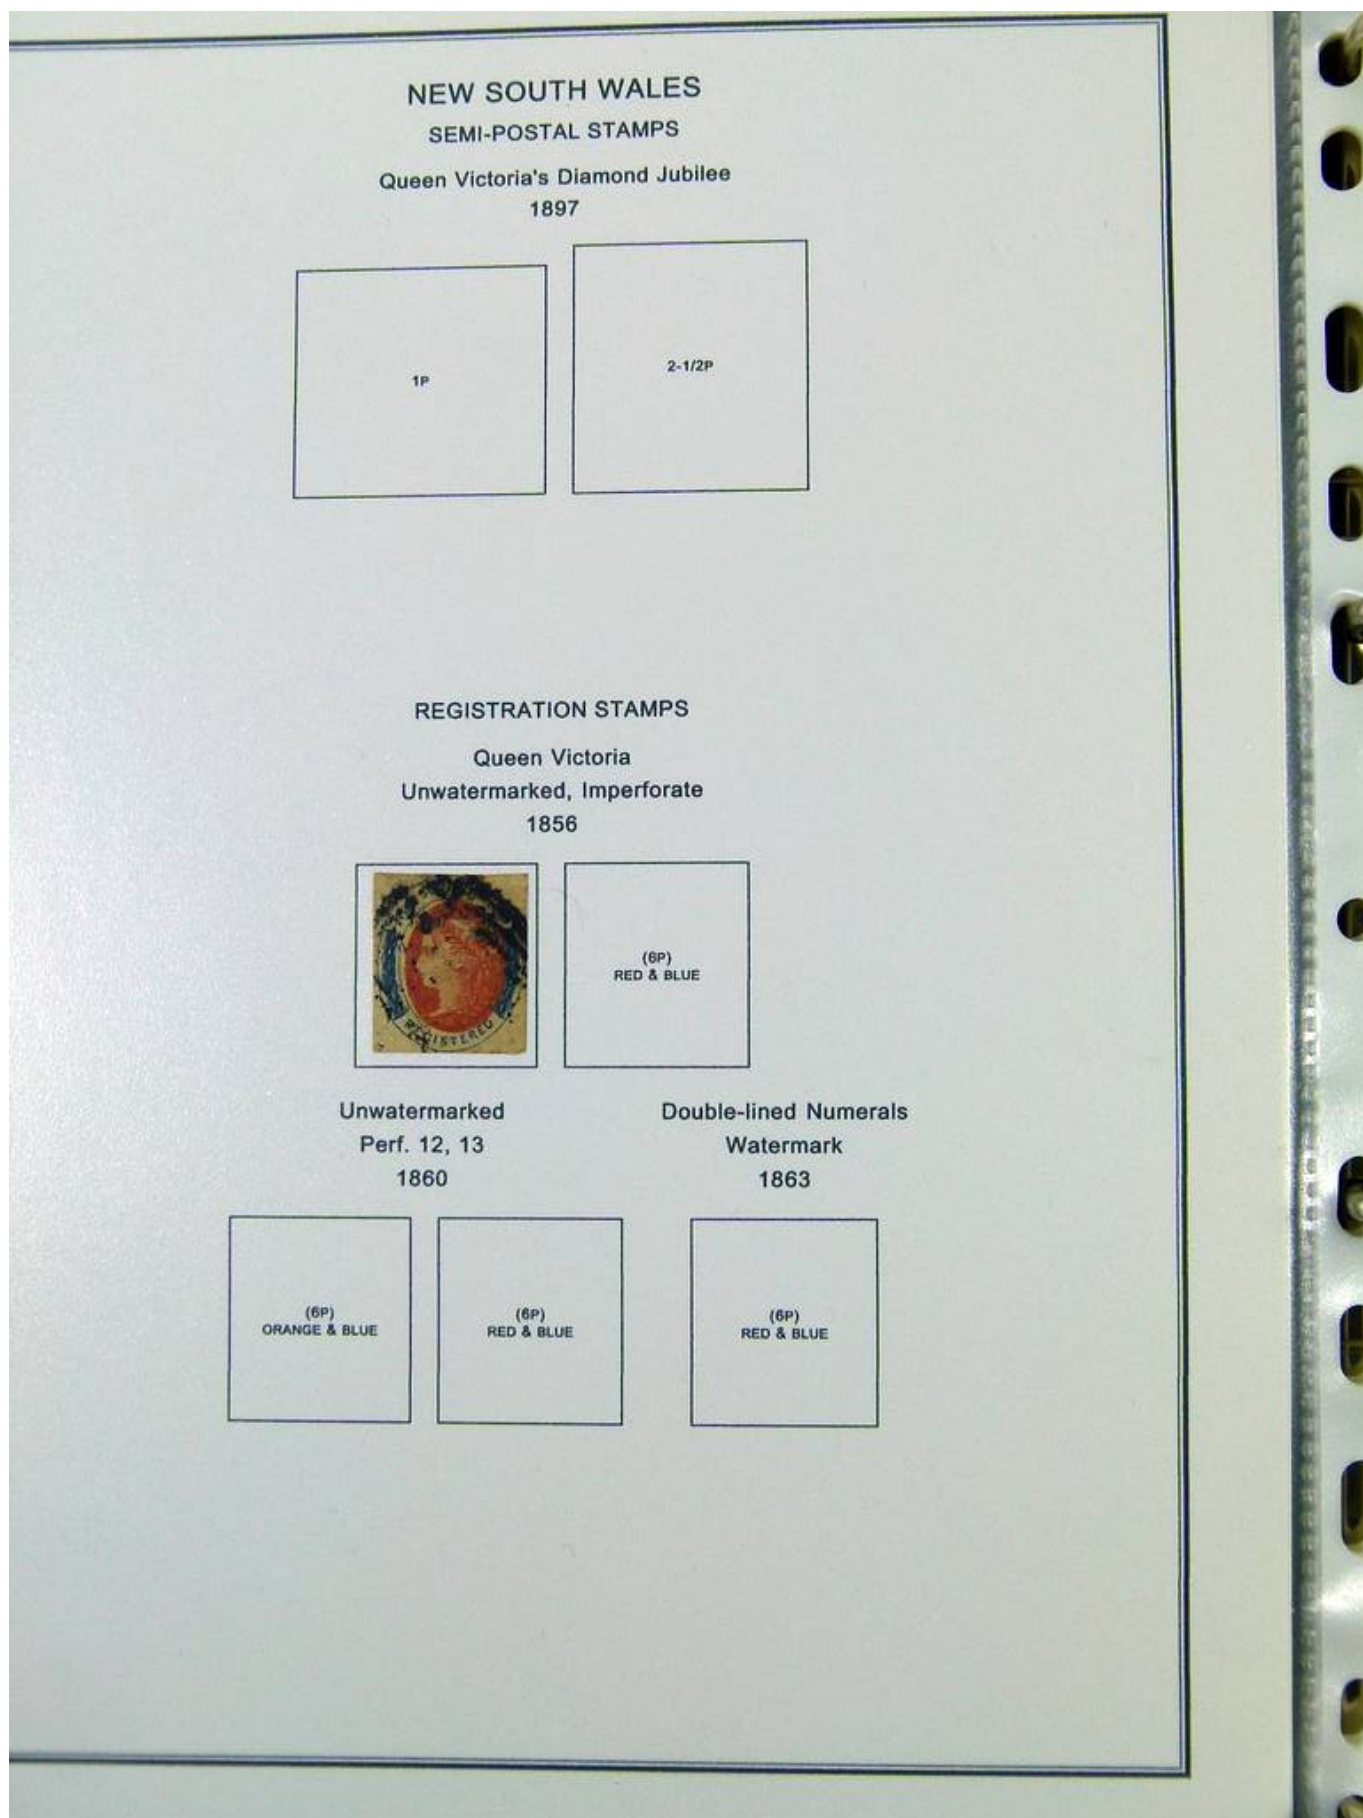 NEW SOUTH WALES
SEMI-POSTAL STAMPS
Queen Victoria's Diamond Jubilee
1897
1P
2-1/2P
REGISTRATION STAMPS
Queen Victoria
Unwatermarked, Imperforate
1856
REGISTERED
(6P)
RED & BLUE
Unwatermarked
Perf. 12, 13
1860
Double-lined Numerals
Watermark
1863
(6P)
ORANGE & BLUE
(6P)
RED & BLUE
(6P)
RED & BLUE